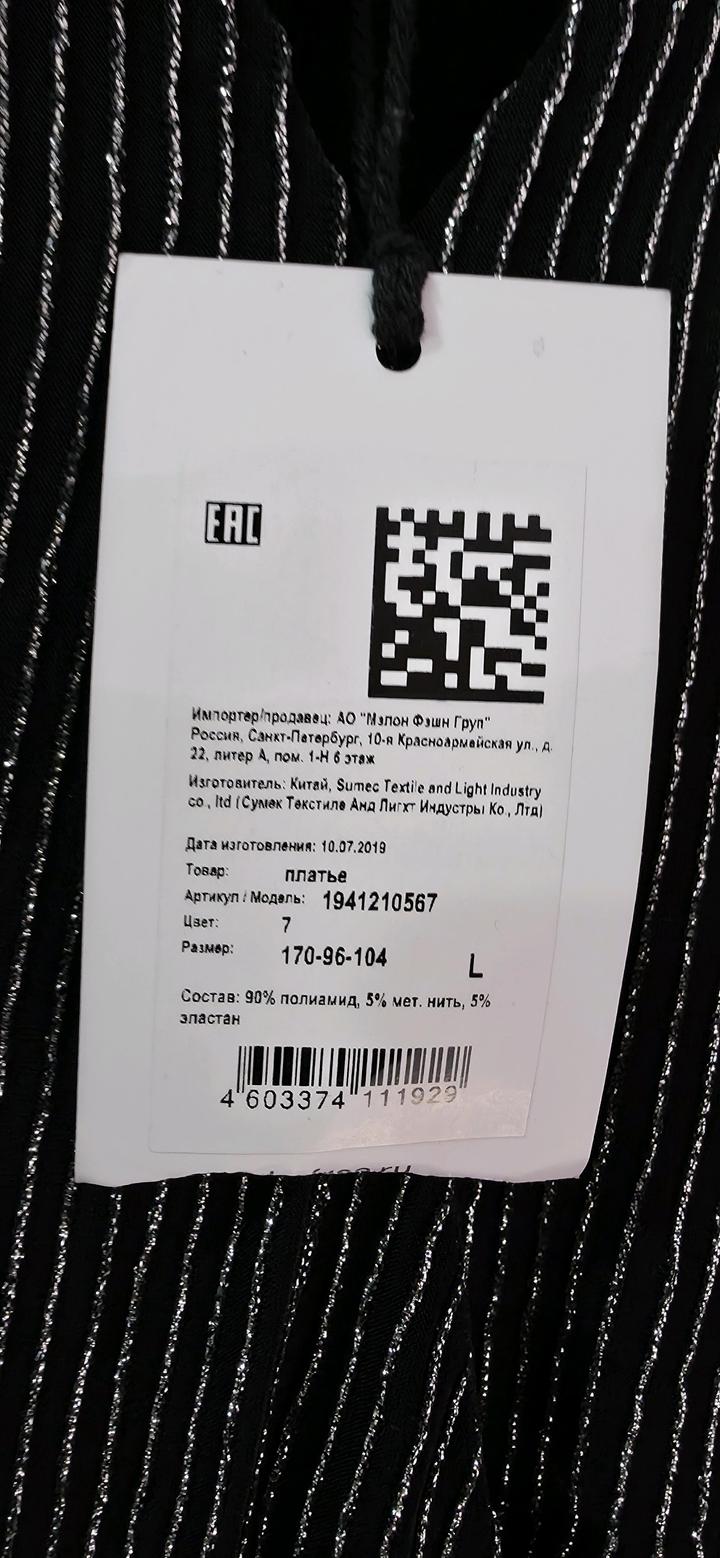 EAC
Импортер/продавец: АО "Мэлон Фэшн Груп"
Россия, Санкт-Петербург, 10-я Красноармейская ул., д.
22, литер А, пом. 1-Н 6 этаж
Изготовитель: Китай, Sumec Textile and Light Industry
co., ltd (Сумек Текстиле Анд Лигхт Индустры Ко., Лтд)
Дата изготовления: 10.07.2019
Товар: платье
Артикул / Модель: 1941210567
Цвет: 7
Размер: 170-96-104 L
Состав: 90% полиамид, 5% мет. нить, 5%
эластан
4 603374 111929